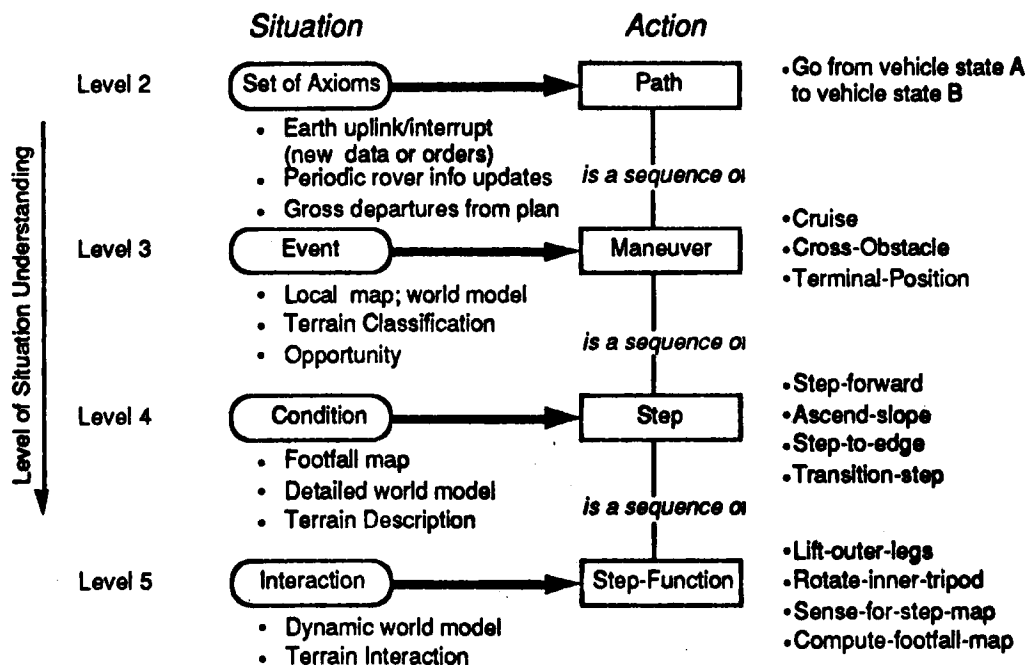 Situation Action
Level 2 Set of Axioms Path •Go from vehicle state A
to vehicle state B
• Earth uplink/interrupt
(new data or orders)
• Periodic rover info updates is a sequence o
• Gross departures from plan
Level 3 Event Maneuver •Cruise
•Cross-Obstacle
•Terminal-Position
• Local map; world model
• Terrain Classification
• Opportunity is a sequence o
Level 4 Condition Step •Step-forward
•Ascend-slope
•Step-to-edge
•Transition-step
• Footfall map
• Detailed world model
• Terrain Description is a sequence o
Level 5 Interaction Step-Function •Lift-outer-legs
•Rotate-inner-tripod
•Sense-for-step-map
•Compute-footfall-map
• Dynamic world model
• Terrain Interaction
Level of Situation Understanding